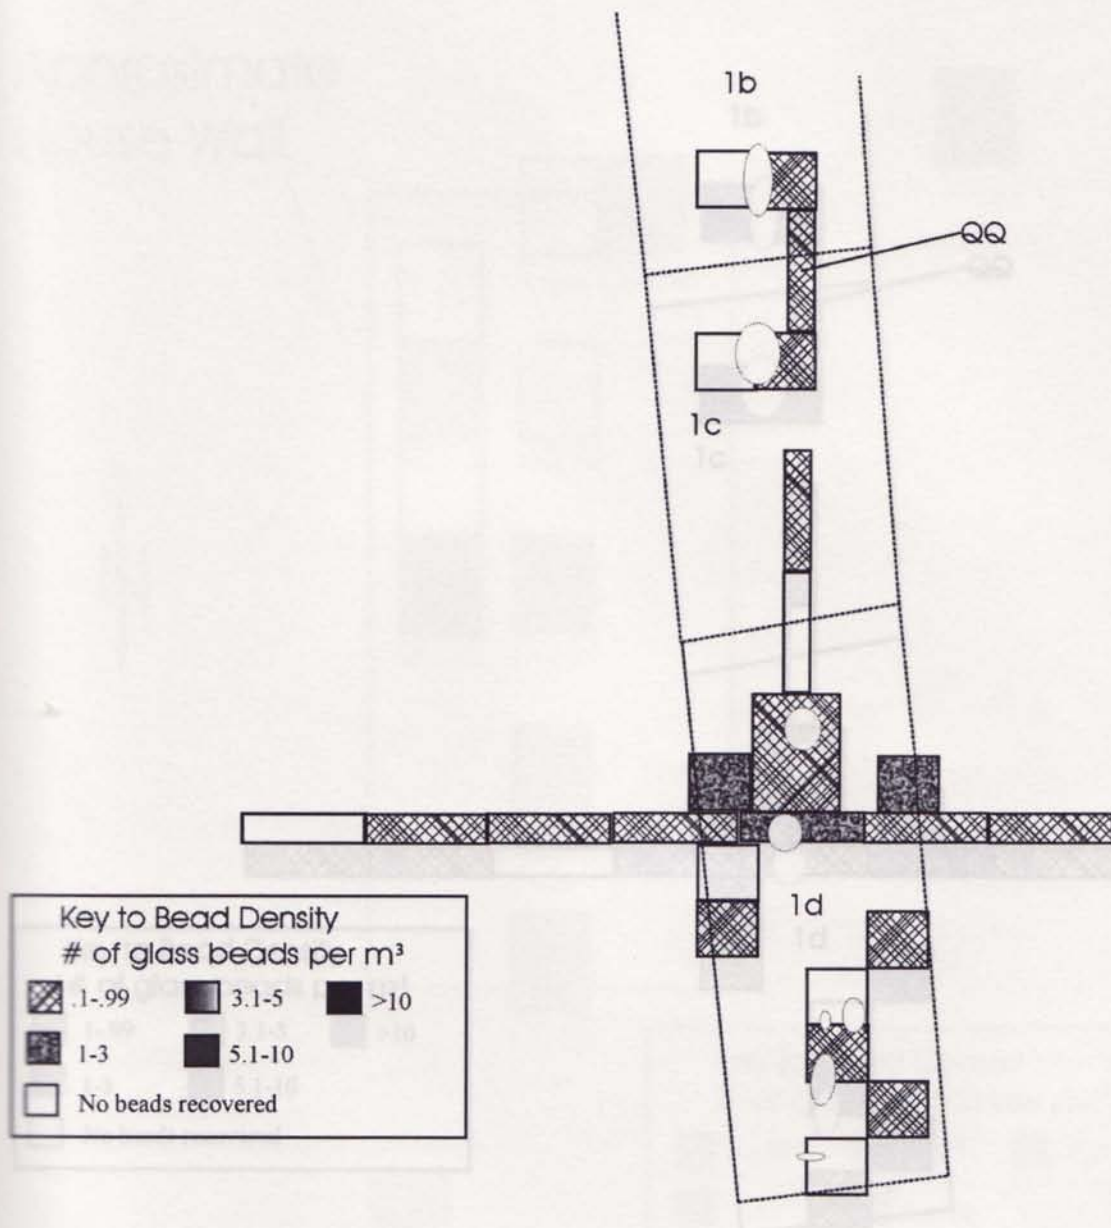 1b
QQ
1c
1d
Key to Bead Density
# of glass beads per m³
.1-.99
3.1-5
>10
1-3
5.1-10
No beads recovered